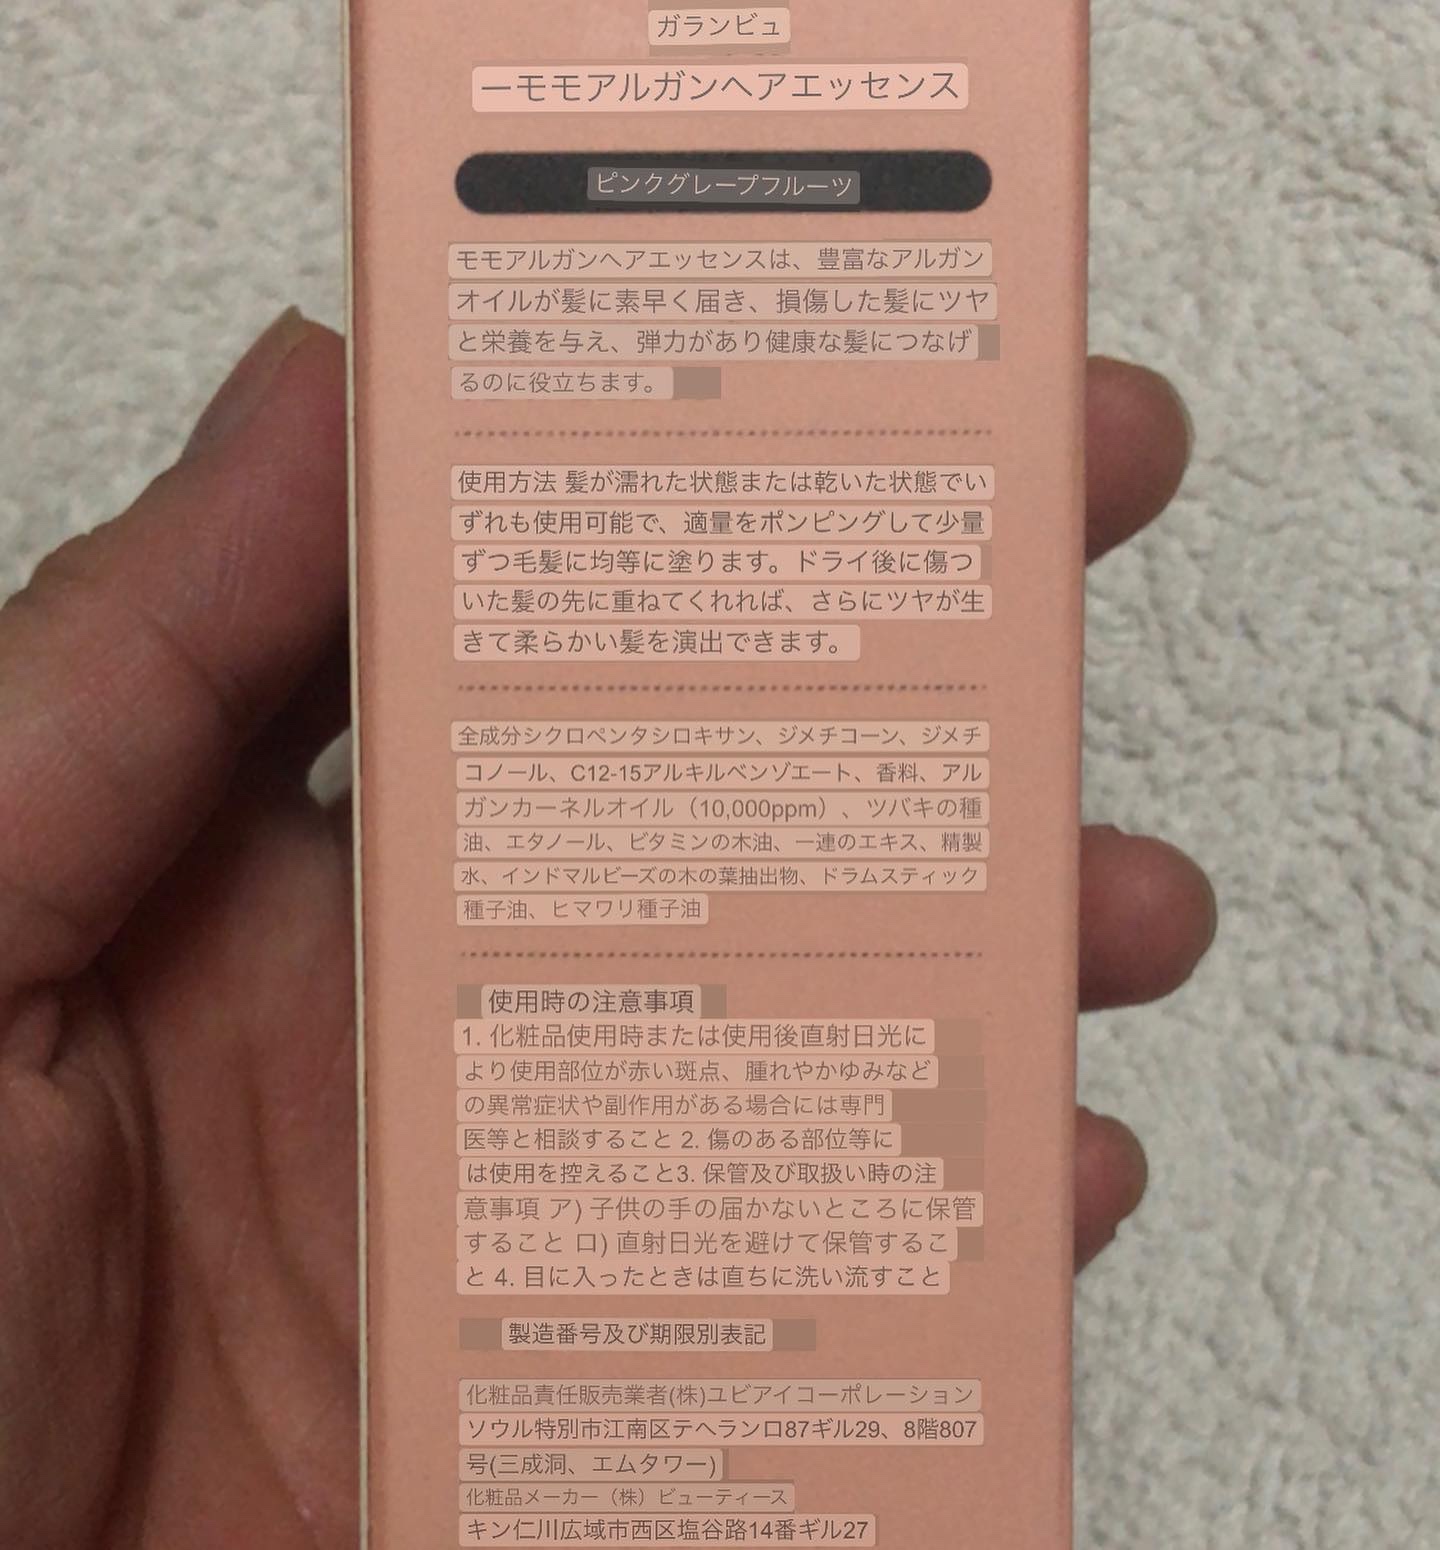 ガランビュ
ーモモアルガンヘアエッセンス
ピンクグレープフルーツ
モモアルガンヘアエッセンスは、豊富なアルガン
オイルが髪に素早く届き、損傷した髪にツヤ
と栄養を与え、弾力があり健康な髪につなげ
るのに役立ちます。
使用方法 髪が濡れた状態または乾いた状態でい
ずれも使用可能で、適量をポンピングして少量
ずつ毛髪に均等に塗ります。ドライ後に傷つ
いた髪の先に重ねてくれれば、さらにツヤが生
きて柔らかい髪を演出できます。
全成分シクロペンタシロキサン、ジメチコーン、ジメチ
コノール、C12-15アルキルベンゾエート、香料、アル
ガンカーネルオイル（10,000ppm）、ツバキの種
油、エタノール、ビタミンの木油、一連のエキス、精製
水、インドマルビーズの木の葉抽出物、ドラムスティック
種子油、ヒマワリ種子油
使用時の注意事項
1. 化粧品使用時または使用後直射日光に
より使用部位が赤い斑点、腫れやかゆみなど
の異常症状や副作用がある場合には専門
医等と相談すること 2. 傷のある部位等に
は使用を控えること3. 保管及び取扱い時の注
意事項 ア) 子供の手の届かないところに保管
すること ロ) 直射日光を避けて保管するこ
と 4. 目に入ったときは直ちに洗い流すこと
製造番号及び期限別表記
化粧品責任販売業者(株)ユビアイコーポレーション
ソウル特別市江南区テヘランロ87ギル29、8階807
号(三成洞、エムタワー)
化粧品メーカー（株）ビューティース
キン仁川広域市西区塩谷路14番ギル27